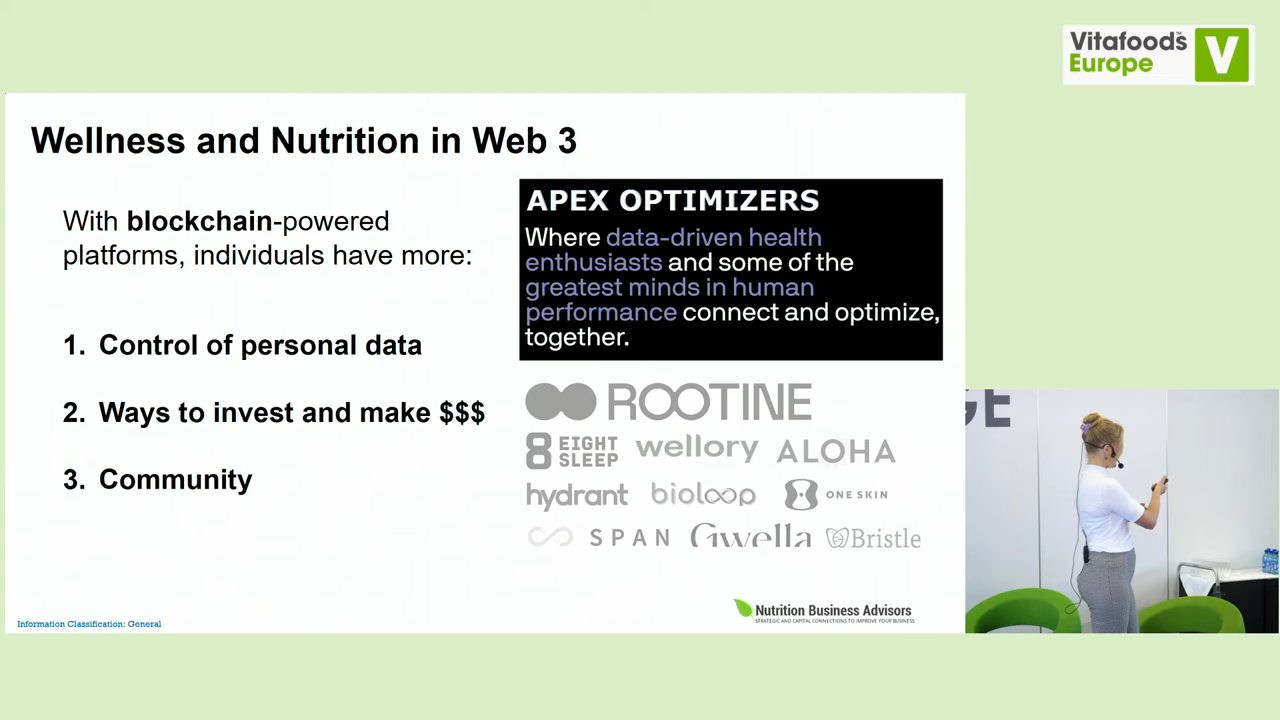 Vitafoods
Europe
V
Wellness and Nutrition in Web 3
With blockchain-powered
platforms, individuals have more:
1. Control of personal data
2. Ways to invest and make $$$
3. Community
APEX OPTIMIZERS
Where data-driven health
enthusiasts and some of the
greatest minds in human
performance connect and optimize,
together.
ROOTINE
8 EIGHT SLEEP wellory ALOHA
hydrant bioloop ONE SKIN
SPAN Gwella Bristle
Nutrition Business Advisors
STRATEGIC AND CAPITAL CONNECTIONS TO IMPROVE YOUR BUSINESS
Information Classification: General